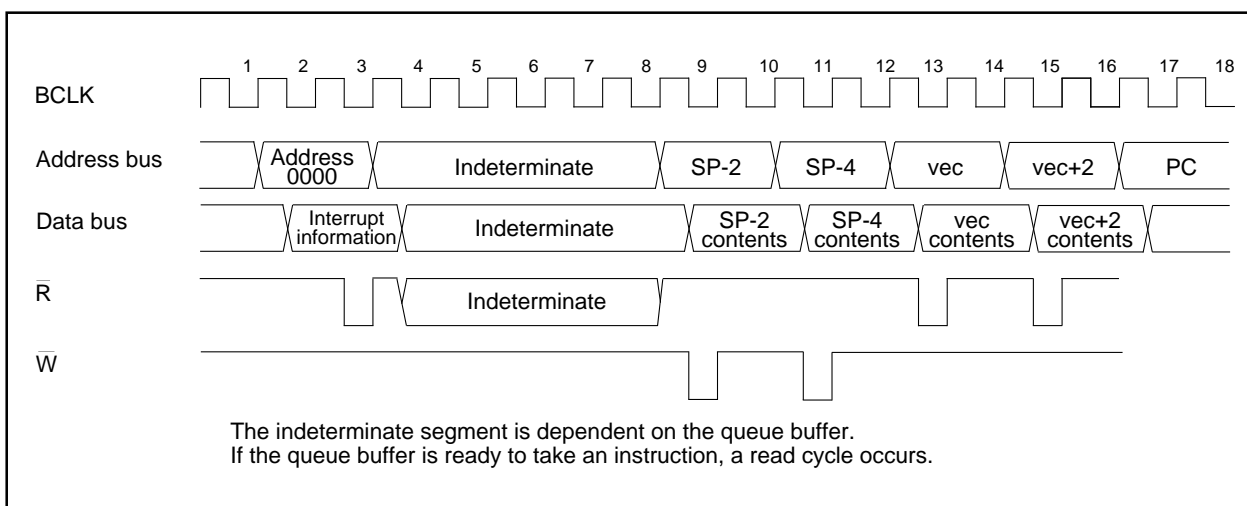 1 2 3 4 5 6 7 8 9 10 11 12 13 14 15 16 17 18
BCLK
Address bus
Address
0000
Indeterminate
SP-2
SP-4
vec
vec+2
PC
Data bus
Interrupt
information
Indeterminate
SP-2
contents
SP-4
contents
vec
contents
vec+2
contents
R
Indeterminate
W
The indeterminate segment is dependent on the queue buffer.
If the queue buffer is ready to take an instruction, a read cycle occurs.